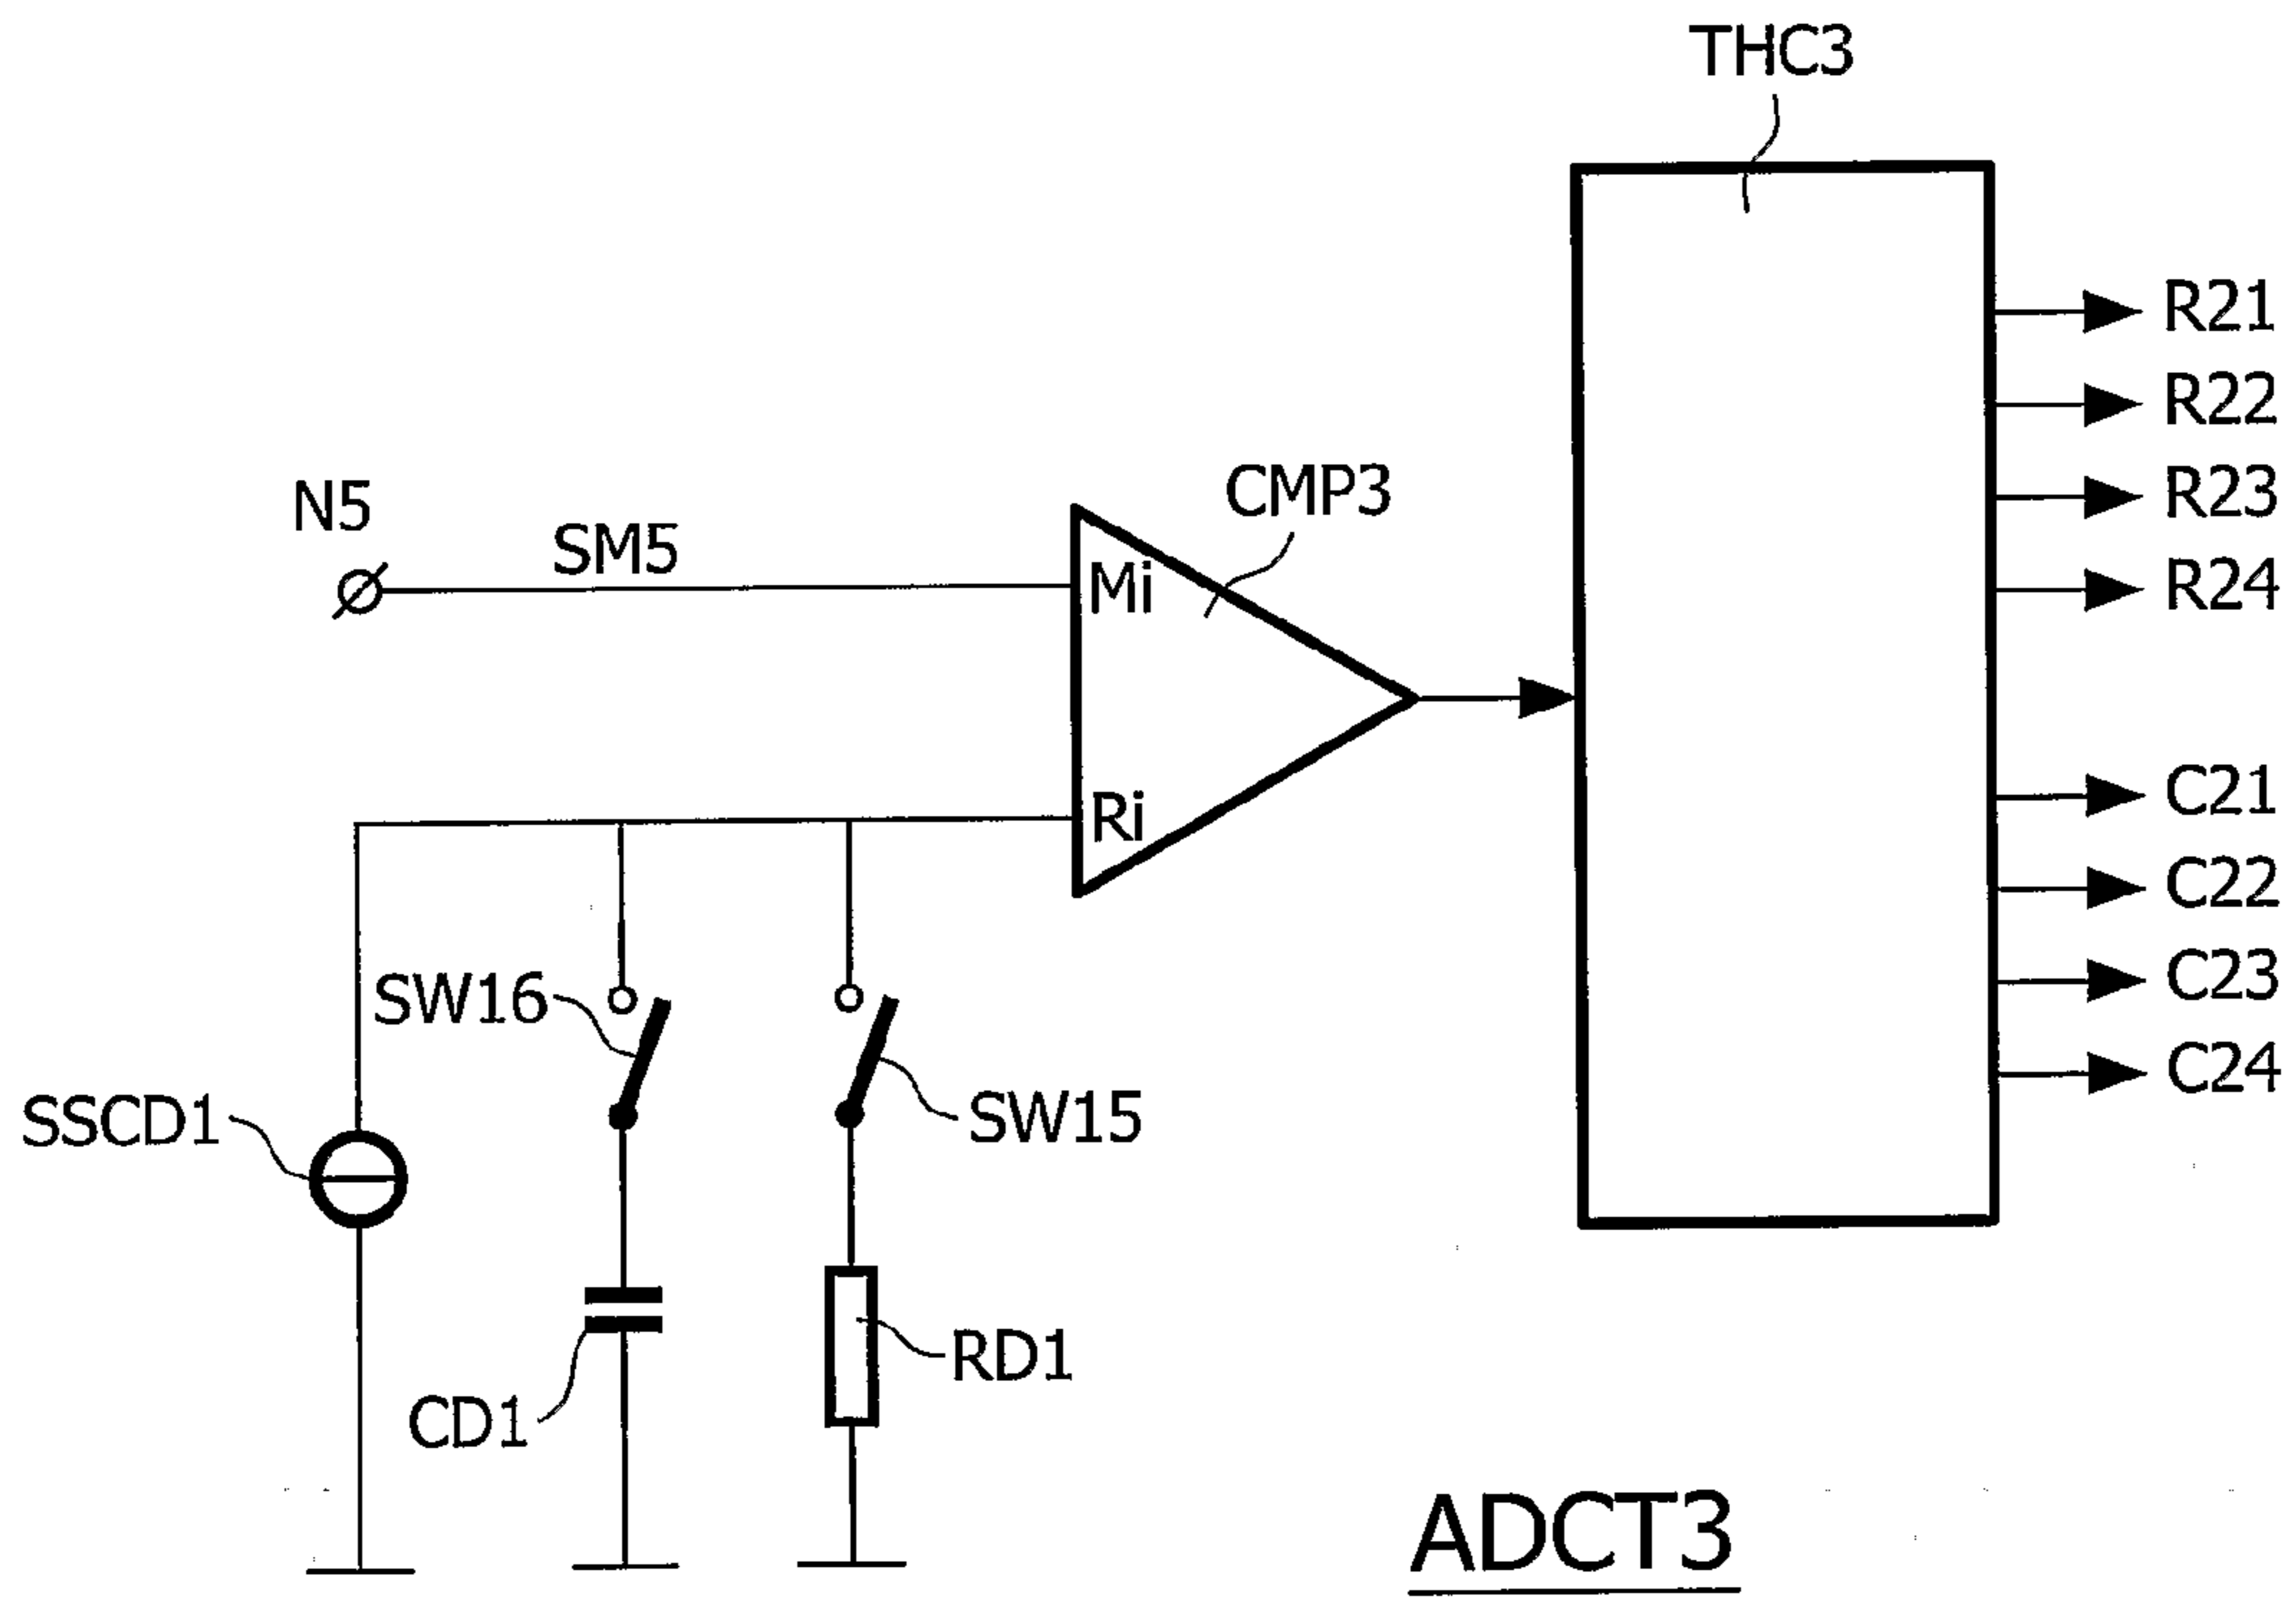 THC3
R21
R22
R23
R24
N5
SM5
CMP3
Mi
Ri
C21
C22
C23
C24
SW16
SW15
SSCD1
RD1
CD1
ADCT3